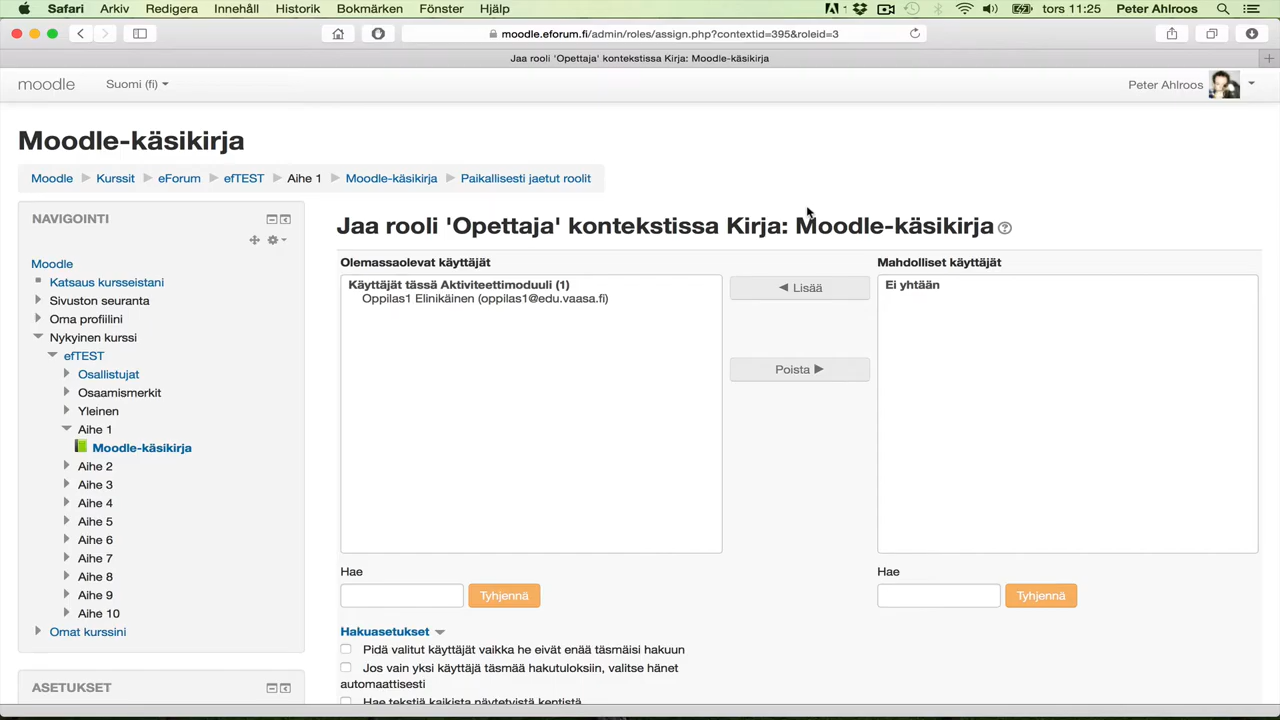 Safari Arkiv Redigera Innehåll Historik Bokmärken Fönster Hjälp tors 11:25 Peter Ahlroos
moodle.eforum.fi/admin/roles/assign.php?contextid=395&roleid=3
Jaa rooli 'Opettaja' kontekstissa Kirja: Moodle-käsikirja
moodle Suomi (fi) Peter Ahlroos
Moodle-käsikirja
Moodle Kurssit eForum efTEST Aihe 1 Moodle-käsikirja Paikallisesti jaetut roolit
NAVIGOINTI
Moodle
Katsaus kursseistani
Sivuston seuranta
Oma profiilini
Nykyinen kurssi
efTEST
Osallistujat
Osaamismerkit
Yleinen
Aihe 1
Moodle-käsikirja
Aihe 2
Aihe 3
Aihe 4
Aihe 5
Aihe 6
Aihe 7
Aihe 8
Aihe 9
Aihe 10
Omat kurssini
ASETUKSET
Jaa rooli 'Opettaja' kontekstissa Kirja: Moodle-käsikirja
Olemassaolevat käyttäjät
Käyttäjät tässä Aktiviteettimoduuli (1)
Oppilas1 Elinikäinen (oppilas1@edu.vaasa.fi)
Lisää
Poista
Mahdolliset käyttäjät
Ei yhtään
Hae
Tyhjennä
Hae
Tyhjennä
Hakuasetukset
Pidä valitut käyttäjät vaikka he eivät enää täsmäisi hakuun
Jos vain yksi käyttäjä täsmää hakutuloksiin, valitse hänet
automaattisesti
Hae tekstiä kaikista näytetyistä kentistä